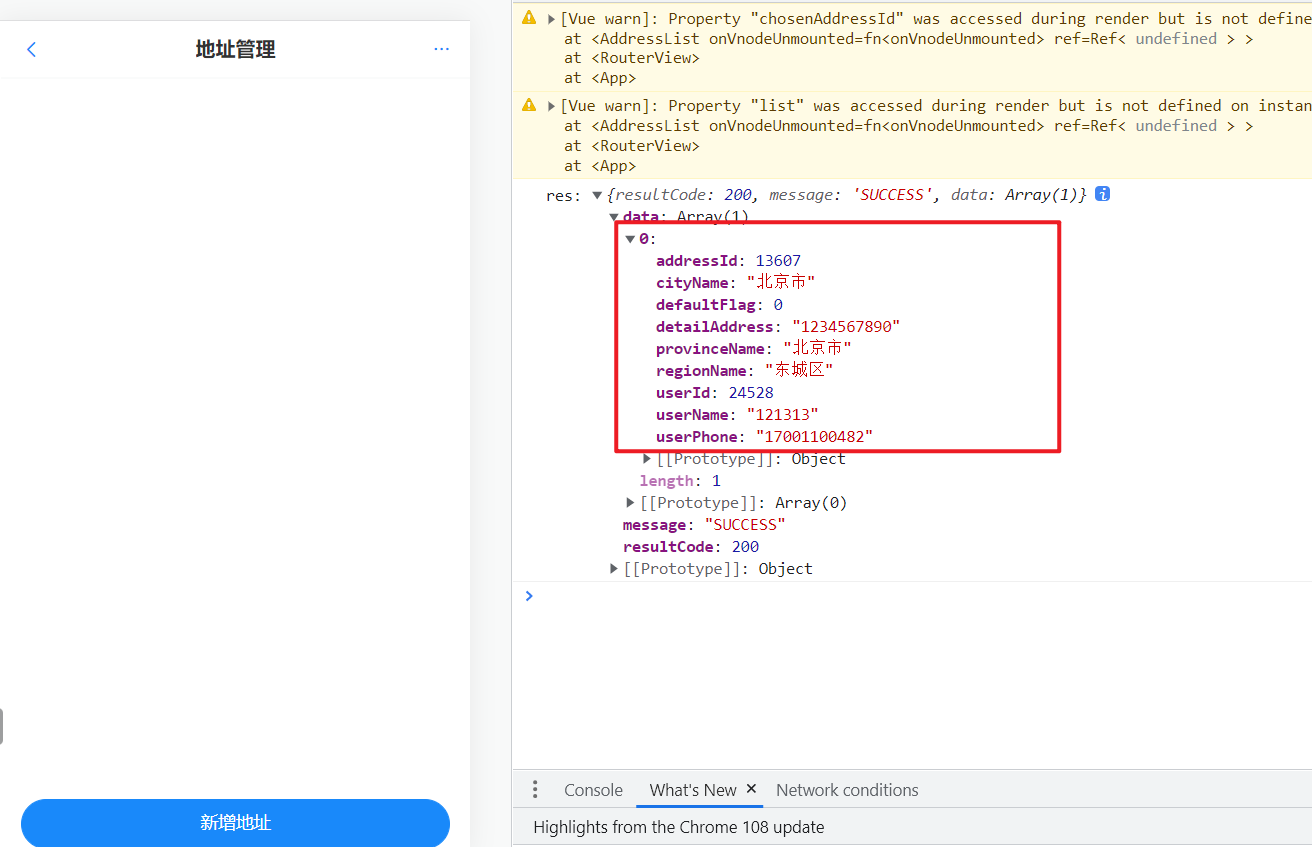 地址管理
...
[Vue warn]: Property "chosenAddressId" was accessed during render but is not define
at <AddressList onVnodeUnmounted=fn<onVnodeUnmounted> ref=Ref< undefined > >
at <RouterView>
at <App>
[Vue warn]: Property "list" was accessed during render but is not defined on instan
at <AddressList onVnodeUnmounted=fn<onVnodeUnmounted> ref=Ref< undefined > >
at <RouterView>
at <App>
res: {resultCode: 200, message: 'SUCCESS', data: Array(1)} i
data: Array(1)
0:
addressId: 13607
cityName: "北京市"
defaultFlag: 0
detailAddress: "1234567890"
provinceName: "北京市"
regionName: "东城区"
userId: 24528
userName: "121313"
userPhone: "17001100482"
[[Prototype]]: Object
length: 1
[[Prototype]]: Array(0)
message: "SUCCESS"
resultCode: 200
[[Prototype]]: Object
新增地址
Console What's New × Network conditions
Highlights from the Chrome 108 update